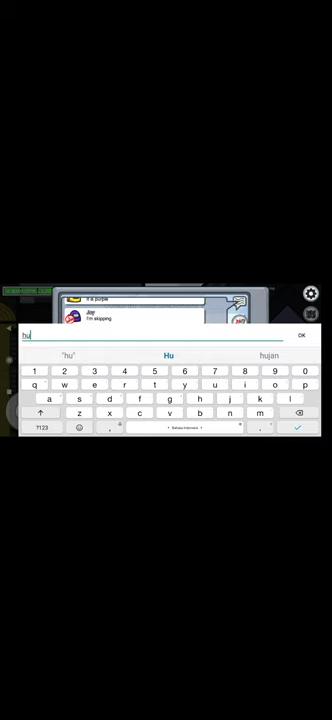 It is purple
Joy
I'm skipping
hu
OK
"hu"
Hu
hujan
1 2 3 4 5 6 7 8 9 0
q w e r t y u i o p
a s d f g h j k l
z x c v b n m
?123 , Bahasa Indonesia .